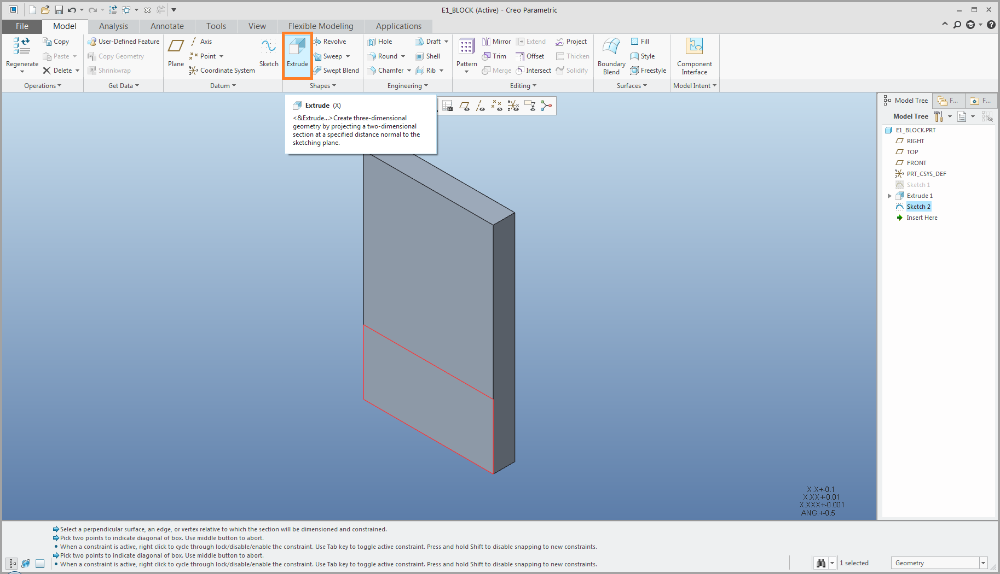 E1_BLOCK (Active) - Creo Parametric
File Model Analysis Annotate Tools View Flexible Modeling Applications
Regenerate
Copy
Paste
Delete
Operations
User-Defined Feature
Copy Geometry
Shrinkwrap
Get Data
Plane
Axis
Point
Coordinate System
Sketch
Datum
Extrude
Revolve
Sweep
Swept Blend
Shapes
Hole
Round
Chamfer
Draft
Shell
Rib
Engineering
Pattern
Mirror
Trim
Merge
Extend
Offset
Intersect
Project
Thicken
Solidify
Editing
Boundary
Blend
Fill
Style
Freestyle
Surfaces
Component
Interface
Model Intent
Extrude (X)
<&Extrude...>Create three-dimensional
geometry by projecting a two-dimensional
section at a specified distance normal to the
sketching plane.
Model Tree F... F...
Model Tree
E1_BLOCK.PRT
RIGHT
TOP
FRONT
PRT_CSYS_DEF
Sketch 1
Extrude 1
Sketch 2
Insert Here
X.X+-0.1
X.XX+-0.01
X.XXX+-0.001
ANG.+-0.5
Select a perpendicular surface, an edge, or vertex relative to which the section will be dimensioned and constrained.
Pick two points to indicate diagonal of box. Use middle button to abort.
• When a constraint is active, right click to cycle through lock/disable/enable the constraint. Use Tab key to toggle active constraint. Press and hold Shift to disable snapping to new constraints.
Pick two points to indicate diagonal of box. Use middle button to abort.
• When a constraint is active, right click to cycle through lock/disable/enable the constraint. Use Tab key to toggle active constraint. Press and hold Shift to disable snapping to new constraints.
1 selected
Geometry